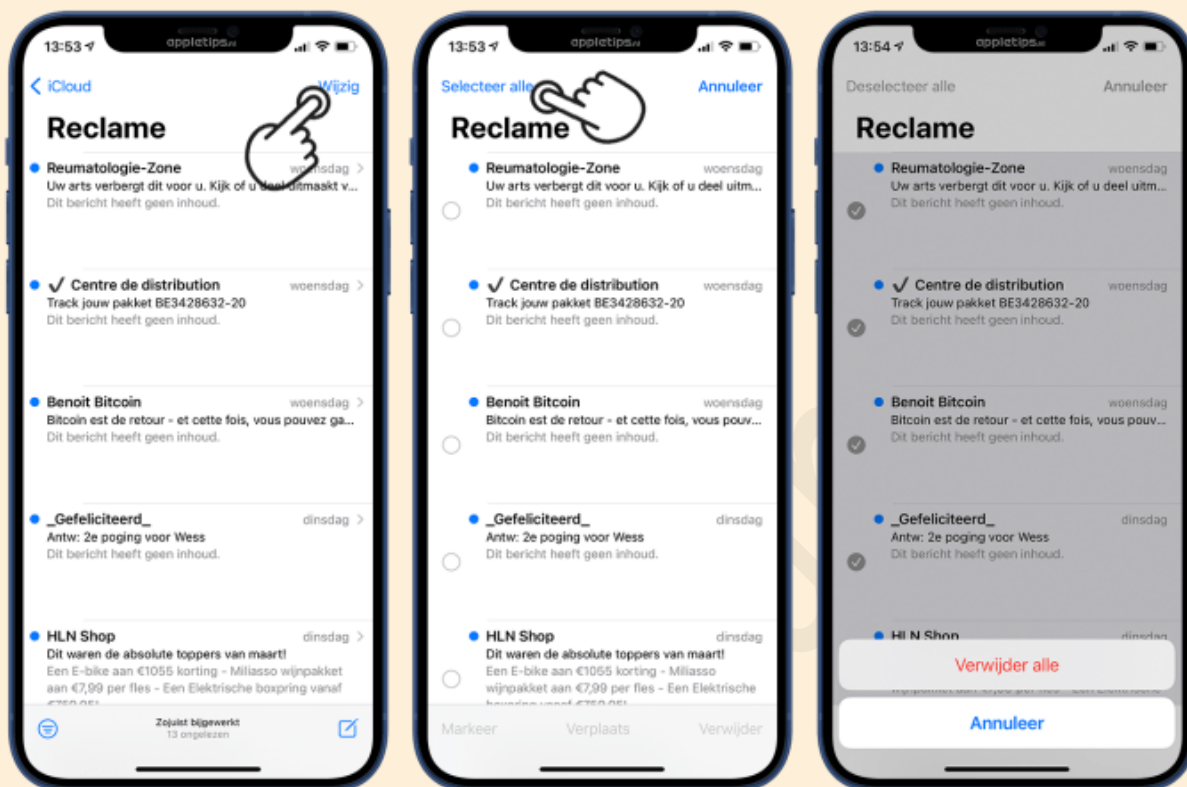 13:53
appletips.nl
iCloud
Wijzig
Reclame
Reumatologie-Zone
woensdag
Uw arts verbergt dit voor u. Kijk of u deel uitmaakt v...
Dit bericht heeft geen inhoud.
✓ Centre de distribution
woensdag
Track jouw pakket BE3428632-20
Dit bericht heeft geen inhoud.
Benoit Bitcoin
woensdag
Bitcoin est de retour - et cette fois, vous pouvez ga...
Dit bericht heeft geen inhoud.
_Gefeliciteerd_
dinsdag
Antw: 2e poging voor Wess
Dit bericht heeft geen inhoud.
HLN Shop
dinsdag
Dit waren de absolute toppers van maart!
Een E-bike aan €1055 korting - Miliasso wijnpakket
aan €7,99 per fles - Een Elektrische boxpring vanaf
Zojuist bijgewerkt
13 ongelezen
13:53
appletips.nl
Selecteer alle
Annuleer
Reclame
Reumatologie-Zone
woensdag
Uw arts verbergt dit voor u. Kijk of u deel uitm...
Dit bericht heeft geen inhoud.
✓ Centre de distribution
woensdag
Track jouw pakket BE3428632-20
Dit bericht heeft geen inhoud.
Benoit Bitcoin
woensdag
Bitcoin est de retour - et cette fois, vous pouv...
Dit bericht heeft geen inhoud.
_Gefeliciteerd_
dinsdag
Antw: 2e poging voor Wess
Dit bericht heeft geen inhoud.
HLN Shop
dinsdag
Dit waren de absolute toppers van maart!
Een E-bike aan €1055 korting - Miliasso
wijnpakket aan €7,99 per fles - Een Elektrische
Markeer
Verplaats
Verwijder
13:54
appletips.nl
Deselecteer alle
Annuleer
Reclame
Reumatologie-Zone
woensdag
Uw arts verbergt dit voor u. Kijk of u deel uitm...
Dit bericht heeft geen inhoud.
✓ Centre de distribution
woensdag
Track jouw pakket BE3428632-20
Dit bericht heeft geen inhoud.
Benoit Bitcoin
woensdag
Bitcoin est de retour - et cette fois, vous pouv...
Dit bericht heeft geen inhoud.
_Gefeliciteerd_
dinsdag
Antw: 2e poging voor Wess
Dit bericht heeft geen inhoud.
HLN Shop
dinsdag
Verwijder alle
Annuleer